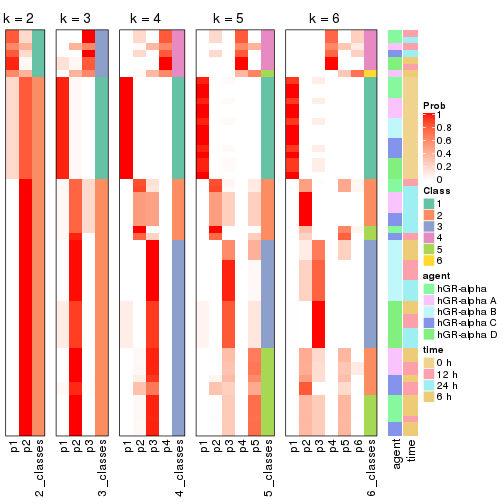 k = 2 k = 3 k = 4 k = 5 k = 6
Prob
1
0.8
0.6
0.4
0.2
0
Class
1
2
3
4
5
6
agent
hGR-alpha
hGR-alpha A
hGR-alpha B
hGR-alpha C
hGR-alpha D
time
0 h
12 h
24 h
6 h
p1 p2 2_classes p1 p2 p3 3_classes p1 p2 p3 p4 4_classes p1 p2 p3 p4 p5 5_classes p1 p2 p3 p4 p5 p6 6_classes agent time